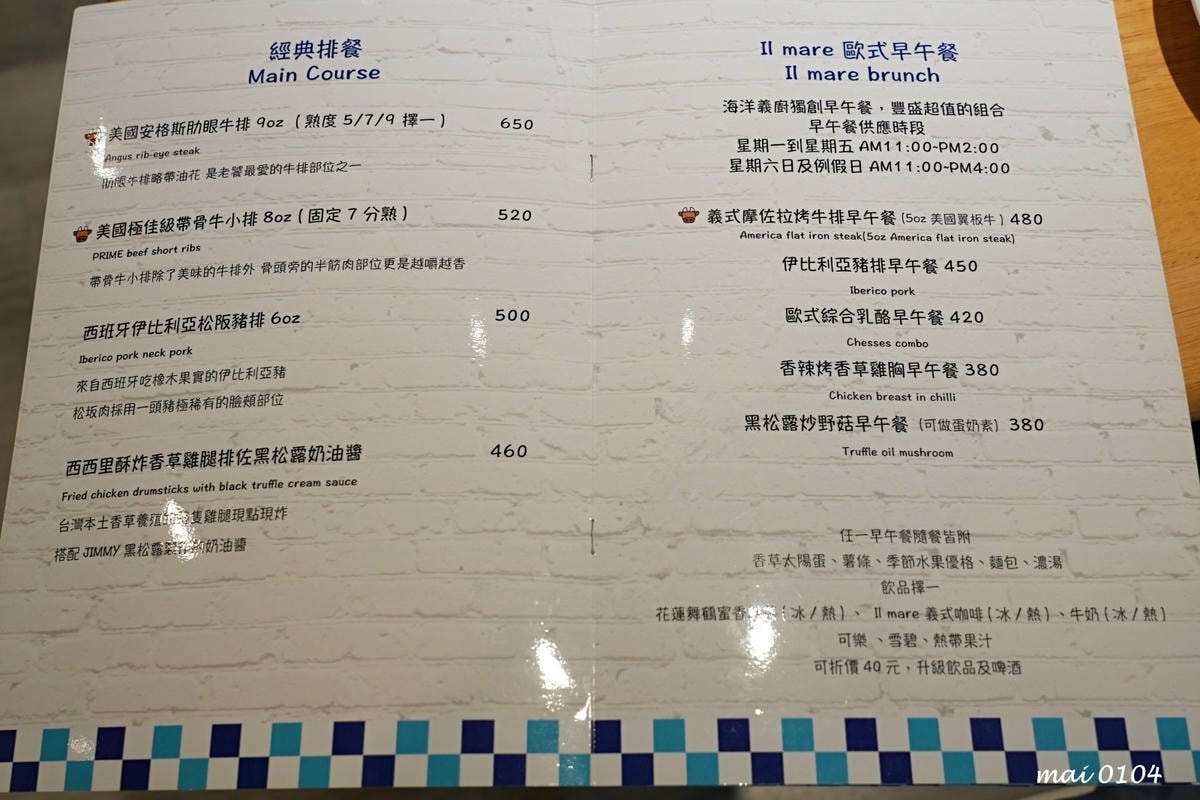 經典排餐
Main Course
美國安格斯肋眼牛排 9oz (熟度 5/7/9 擇一) 650
Angus rib-eye steak
肋眼牛排略帶油花 是老饕最愛的牛排部位之一
美國極佳級帶骨牛小排 8oz (固定 7 分熟) 520
PRIME beef short ribs
帶骨牛小排除了美味的牛排外 骨頭旁的半筋肉部位更是越嚼越香
西班牙伊比利亞松阪豬排 6oz 500
Iberico pork neck pork
來自西班牙吃橡木果實的伊比利亞豬
松坂肉採用一頭豬極稀有的臉頰部位
西西里酥炸香草雞腿排佐黑松露奶油醬 460
Fried chicken drumsticks with black truffle cream sauce
台灣本土香草養殖的 隻雞腿現點現炸
搭配 JIMMY 黑松露 的奶油醬
Il mare 歐式早午餐
Il mare brunch
海洋義廚獨創早午餐，豐盛超值的組合
早午餐供應時段
星期一到星期五 AM11:00~PM2:00
星期六日及例假日 AM11:00~PM4:00
義式摩佐拉烤牛排早午餐 (5oz 美國翼板牛) 480
America flat iron steak(5oz America flat iron steak)
伊比利亞豬排早午餐 450
Iberico pork
歐式綜合乳酪早午餐 420
Chesses combo
香辣烤香草雞胸早午餐 380
Chicken breast in chilli
黑松露炒野菇早午餐 (可做蛋奶素) 380
Truffle oil mushroom
任一早午餐隨餐皆附
香草太陽蛋、薯條、季節水果優格、麵包、濃湯
飲品擇一
花蓮舞鶴蜜香 (冰/熱)、 Il mare 義式咖啡(冰/熱)、牛奶(冰/熱)
可樂、雪碧、熱帶果汁
可折價 40 元，升級飲品及啤酒
mai 0104